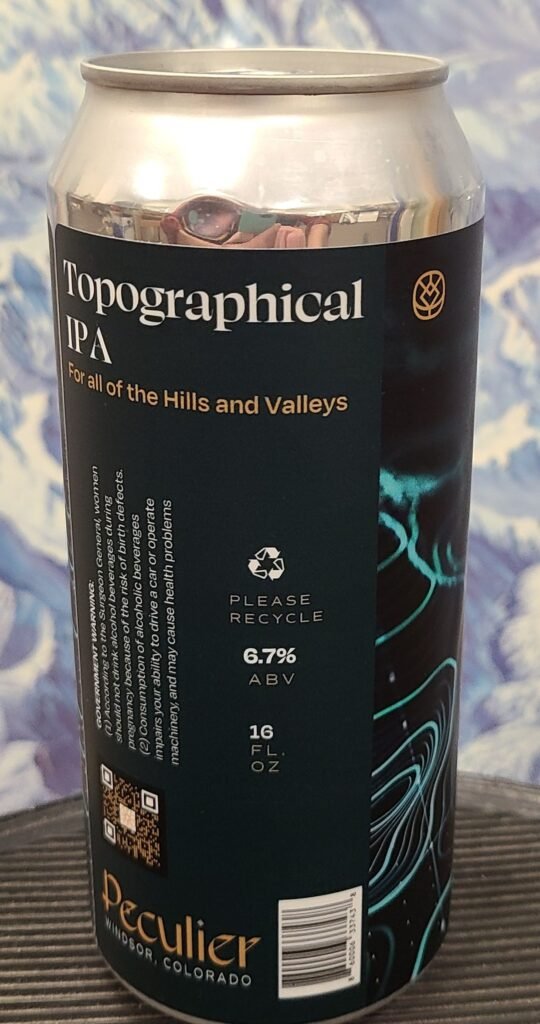 Topographical
IPA
For all of the Hills and Valleys
GOVERNMENT WARNING:
(1) According to the Surgeon General, women
should not drink alcohol beverages during
pregnancy because of the risk of birth defects.
(2) Consumption of alcoholic beverages
impairs your ability to drive a car or operate
machinery, and may cause health problems
PLEASE
RECYCLE
6.7%
ABV
16
FL.
OZ
Peculier
WINDSOR, COLORADO